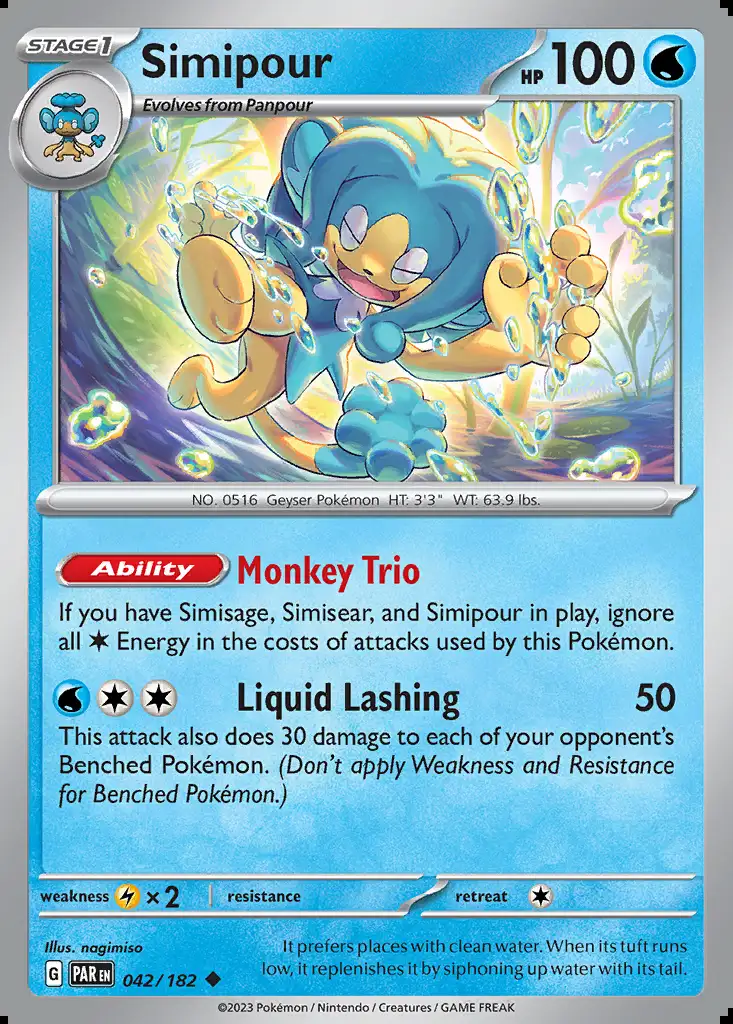 STAGE1
Simipour
HP 100
Evolves from Panpour
NO. 0516 Geyser Pokémon HT: 3'3" WT: 63.9 lbs.
Ability Monkey Trio
If you have Simisage, Simisear, and Simipour in play, ignore
all Energy in the costs of attacks used by this Pokémon.
Liquid Lashing 50
This attack also does 30 damage to each of your opponent's
Benched Pokémon. (Don't apply Weakness and Resistance
for Benched Pokémon.)
weakness ×2 resistance retreat
Illus. nagimiso
It prefers places with clean water. When its tuft runs
low, it replenishes it by siphoning up water with its tail.
G PAR EN 042/182
©2023 Pokémon / Nintendo / Creatures / GAME FREAK